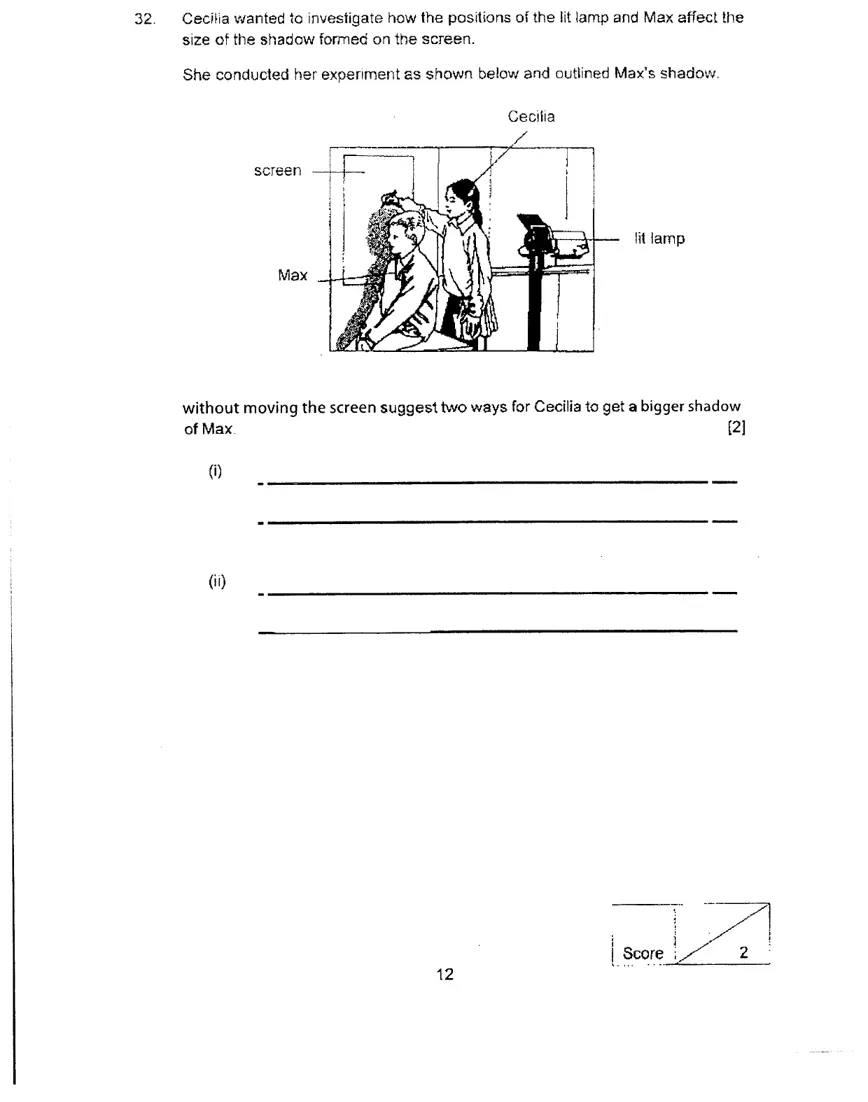 32. Cecilia wanted to investigate how the positions of the lit lamp and Max affect the
size of the shadow formed on the screen.
She conducted her experiment as shown below and outlined Max's shadow.
Cecilia
screen
lit lamp
Max
without moving the screen suggest two ways for Cecilia to get a bigger shadow
of Max. [2]
(i)
(ii)
Score 2
12